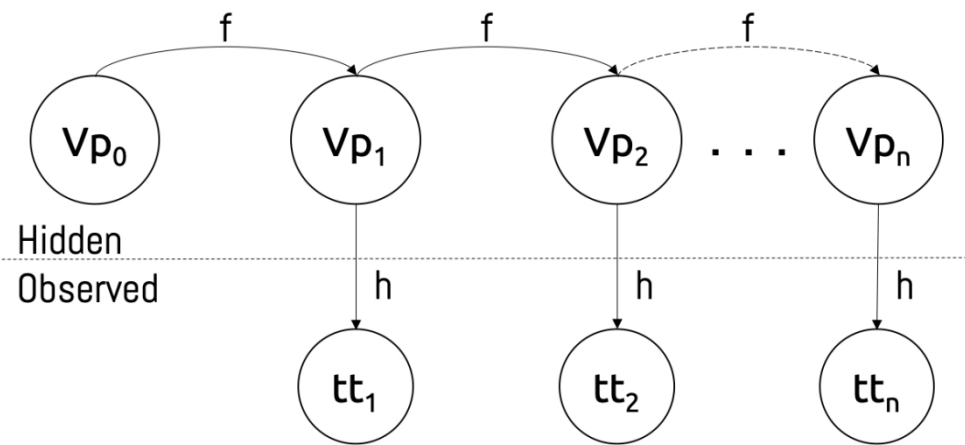 f f f
Vp₀ Vp₁ Vp₂ . . . Vpₙ
Hidden
Observed h h h
tt₁ tt₂ ttₙ